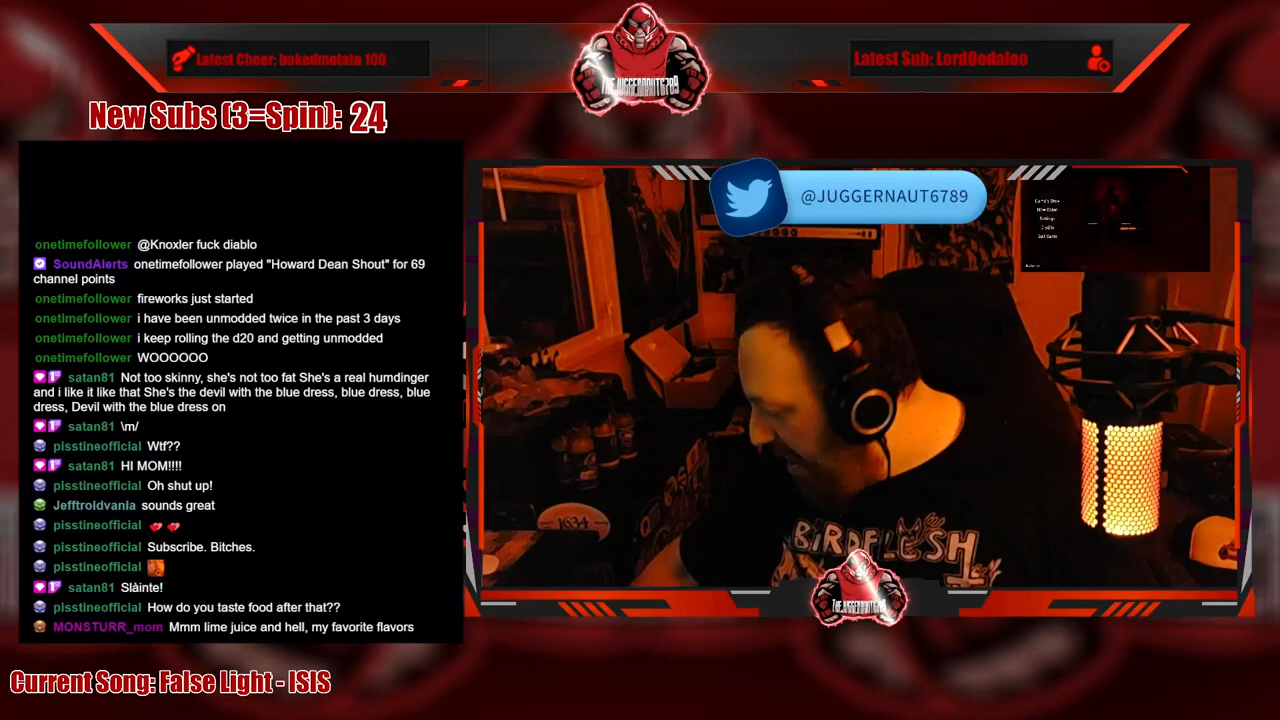 Latest Cheer: bakedmotato 100
THEJUGGERNAUT6789
Latest Sub: LordOodaloo
New Subs (3=Spin): 24
@JUGGERNAUT6789
onetimefollower @Knoxler fuck diablo
SoundAlerts onetimefollower played "Howard Dean Shout" for 69
channel points
onetimefollower fireworks just started
onetimefollower i have been unmodded twice in the past 3 days
onetimefollower i keep rolling the d20 and getting unmodded
onetimefollower WOOOOOO
satan81 Not too skinny, she's not too fat She's a real humdinger
and i like it like that She's the devil with the blue dress, blue dress, blue
dress, Devil with the blue dress on
satan81 \m/
pisstineofficial Wtf??
satan81 HI MOM!!!!
pisstineofficial Oh shut up!
Jefftroldvania sounds great
pisstineofficial
pisstineofficial Subscribe. Bitches.
pisstineofficial
satan81 Slàinte!
pisstineofficial How do you taste food after that??
MONSTURR_mom Mmm lime juice and hell, my favorite flavors
1634
BIRDFLESH
THEJUGGERNAUT6789
Current Song: False Light - ISIS